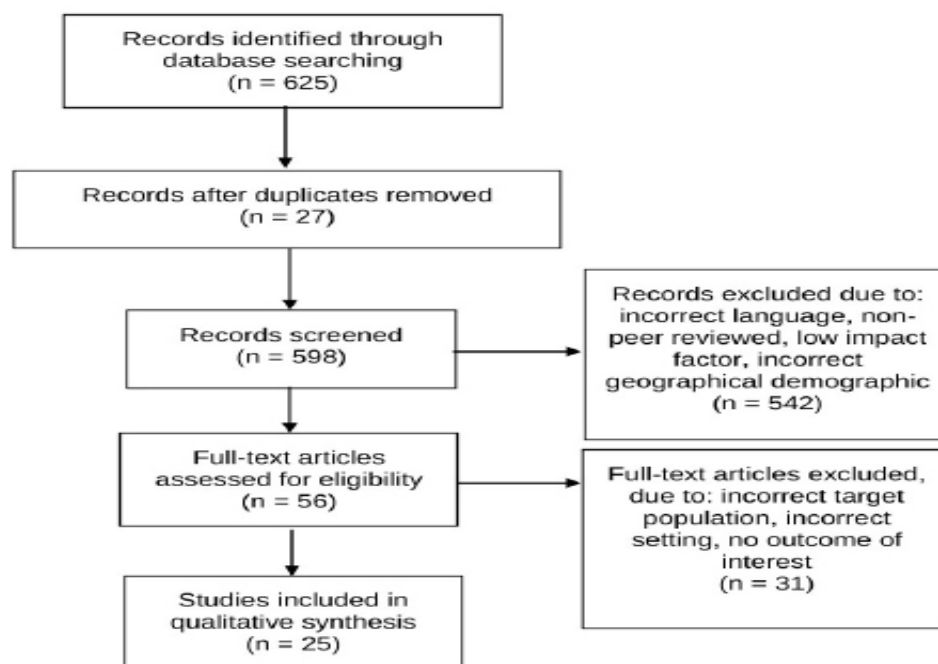 Records identified through
database searching
(n = 625)
Records after duplicates removed
(n = 27)
Records screened
(n = 598)
Records excluded due to:
incorrect language, non-
peer reviewed, low impact
factor, incorrect
geographical demographic
(n = 542)
Full-text articles
assessed for eligibility
(n = 56)
Full-text articles excluded,
due to: incorrect target
population, incorrect
setting, no outcome of
interest
(n = 31)
Studies included in
qualitative synthesis
(n = 25)